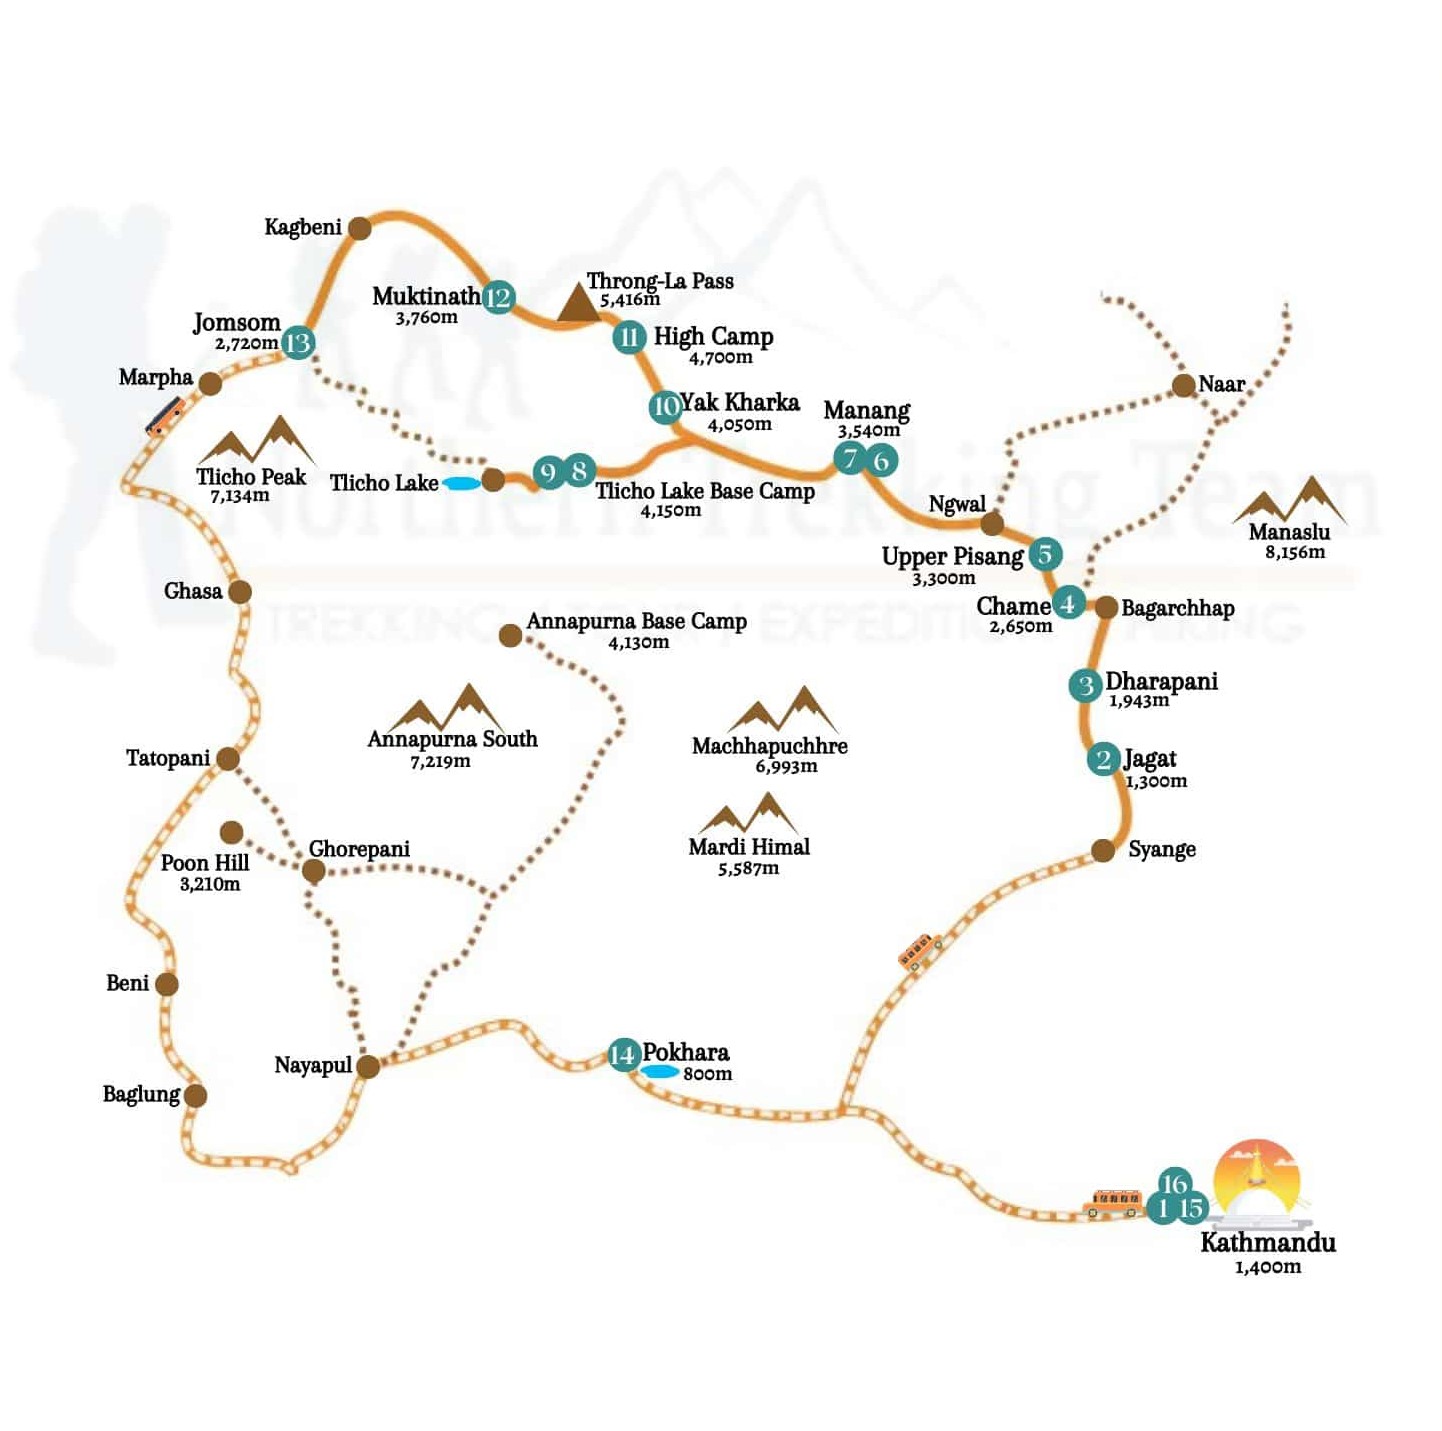 Kagbeni
Throng-La Pass
5,416m
Muktinath 12
3,760m
Jomsom
2,720m 13
11 High Camp
4,700m
Marpha
Naar
10 Yak Kharka
4,050m
Manang
3,540m
7 6
Tlicho Peak
7,134m
Tlicho Lake
9 8
Tlicho Lake Base Camp
4,150m
Northern Trekking Team
Ngwal
Manaslu
8,156m
Upper Pisang 5
3,300m
Ghasa
Chame 4
2,650m
Bagarchhap
TREKKING | TOUR | EXPEDITION HIKING
Annapurna Base Camp
4,130m
3 Dharapani
1,943m
Annapurna South
7,219m
Machhapuchhre
6,993m
Tatopani
2 Jagat
1,300m
Mardi Himal
5,587m
Ghorepani
Poon Hill
3,210m
Syange
Beni
Nayapul
14 Pokhara
800m
Baglung
16
1 15
Kathmandu
1,400m